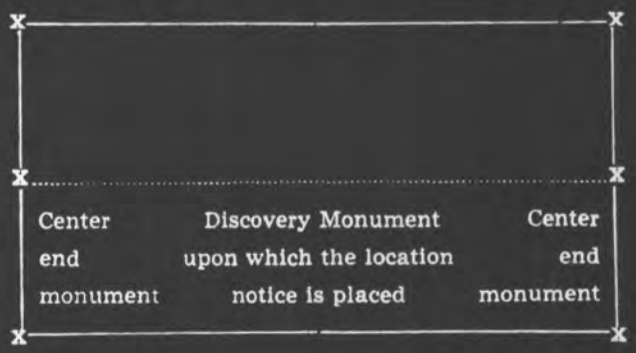 X X
X X
Center Discovery Monument Center
end upon which the location end
monument notice is placed monument
X X